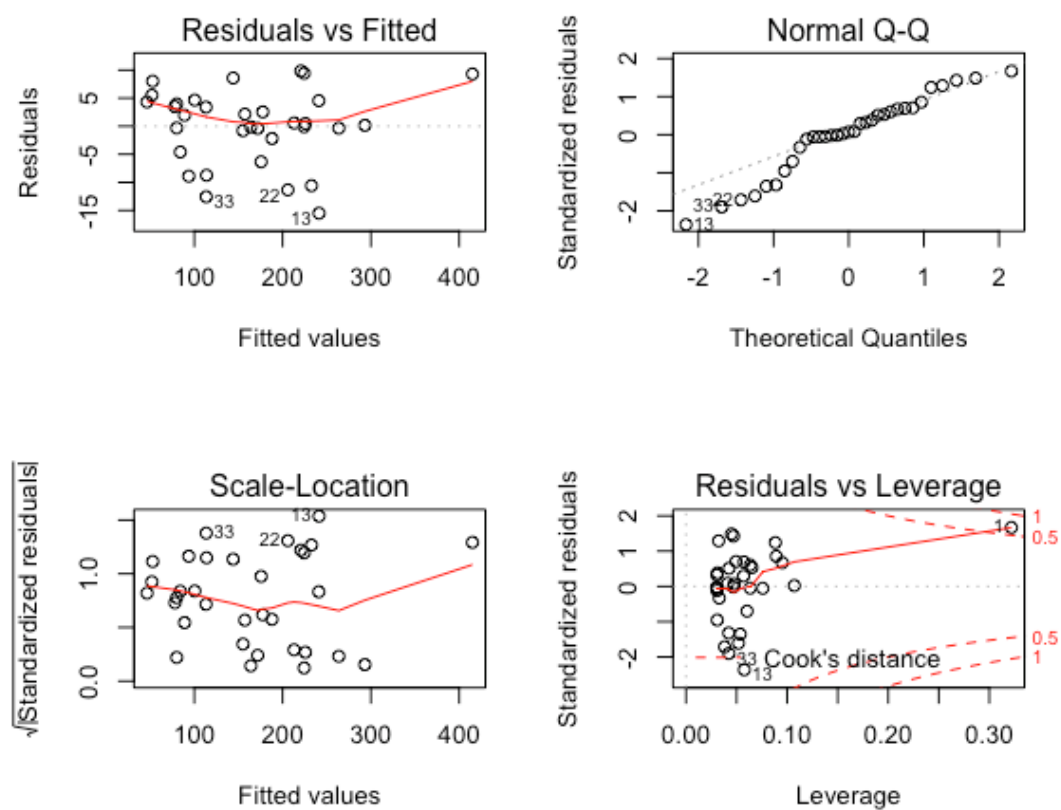 Residuals vs Fitted
Residuals
5
-5
-15
33
22
13
100 200 300 400
Fitted values
Normal Q-Q
Standardized residuals
2
1
0
-2
33
22
13
-2 -1 0 1 2
Theoretical Quantiles
Scale-Location
√|Standardized residuals|
1.0
0.0
33
22
13
100 200 300 400
Fitted values
Residuals vs Leverage
Standardized residuals
2
1
0
-2
1
1
0.5
0.5
1
33
Cook's distance
13
0.00 0.10 0.20 0.30
Leverage